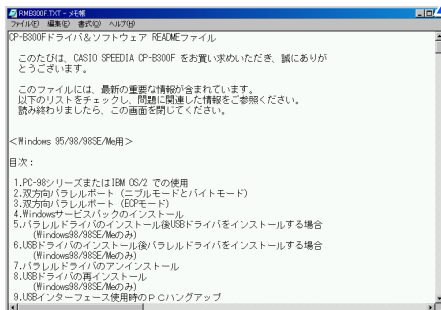 RMB300F.TXT - メモ帳
ファイル(F) 編集(E) 書式(O) ヘルプ(H)
CP-B300Fドライバ&ソフトウェア READMEファイル
このたびは、CASIO SPEEDIA CP-B300F をお買い求めいただき、誠にありが
とうございます。
このファイルには、最新の重要な情報が含まれています。
以下のリストをチェックし、問題に関連した情報をご参照ください。
読み終わりましたら、この画面を閉じてください。
<Windows 95/98/98SE/Me用>
目次:
1.PC-98シリーズまたはIBM OS/2 での使用
2.双方向パラレルポート (ニブルモードとバイトモード)
3.双方向パラレルポート (ECPモード)
4.Windowsサービスパックのインストール
5.パラレルドライバのインストール後USBドライバをインストールする場合
(Windows98/98SE/Meのみ)
6.USBドライバのインストール後パラレルドライバをインストールする場合
(Windows98/98SE/Meのみ)
7.パラレルドライバのアンインストール
8.USBドライバの再インストール
(Windows98/98SE/Meのみ)
9.USBインターフェース使用時のPCハングアップ